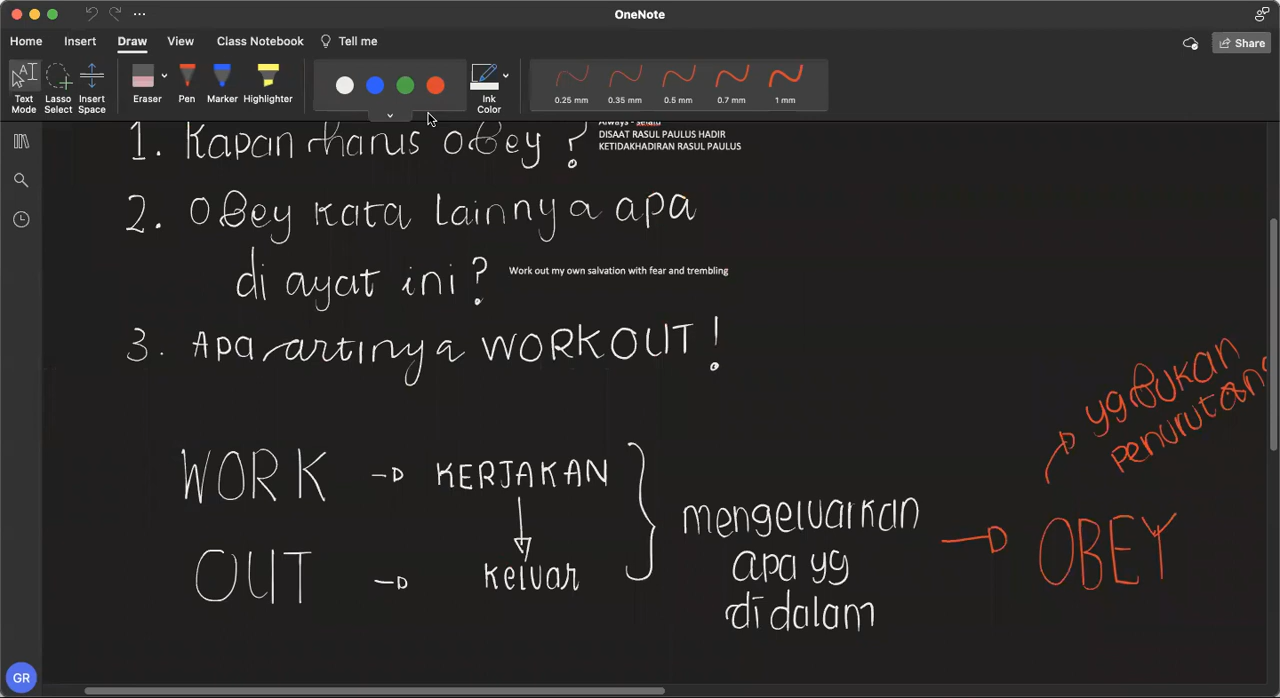 OneNote
Home Insert Draw View Class Notebook Tell me
Share
Text Mode
Lasso Select
Insert Space
Eraser
Pen
Marker
Highlighter
Ink Color
0.25 mm 0.35 mm 0.5 mm 0.7 mm 1 mm
Always - selalu
1. Kapan harus obey ?
DISAAT RASUL PAULUS HADIR
KETIDAKHADIRAN RASUL PAULUS
2. Obey kata lainnya apa
di ayat ini ?
Work out my own salvation with fear and trembling
3. Apa artinya WORKOUT !
yg bukan
penurutan
WORK → KERJAKAN
OUT → Keluar
mengeluarkan
apa yg
di dalam
→ OBEY
GR